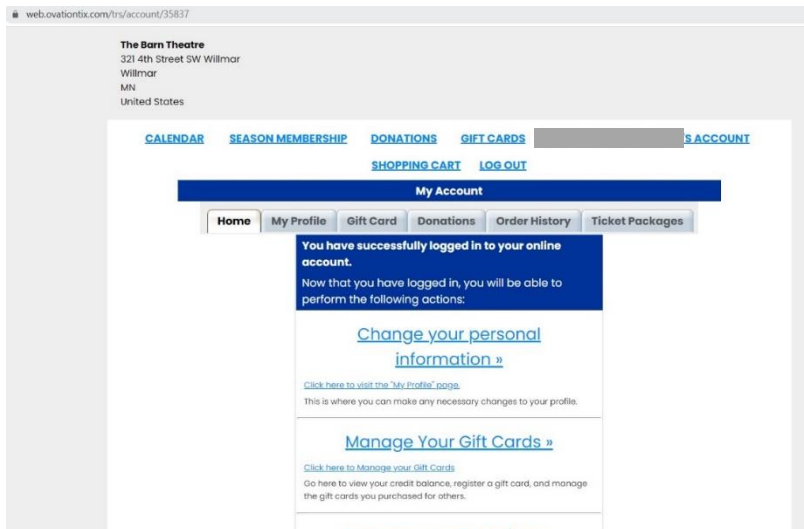 web.ovationtix.com/trs/account/35837
The Barn Theatre
321 4th Street SW Willmar
Willmar
MN
United States
CALENDAR SEASON MEMBERSHIP DONATIONS GIFT CARDS 'S ACCOUNT
SHOPPING CART LOG OUT
My Account
Home My Profile Gift Card Donations Order History Ticket Packages
You have successfully logged in to your online
account.
Now that you have logged in, you will be able to
perform the following actions:
Change your personal
information »
Click here to visit the "My Profile" page.
This is where you can make any necessary changes to your profile.
Manage Your Gift Cards »
Click here to Manage your Gift Cards
Go here to view your credit balance, register a gift card, and manage
the gift cards you purchased for others.